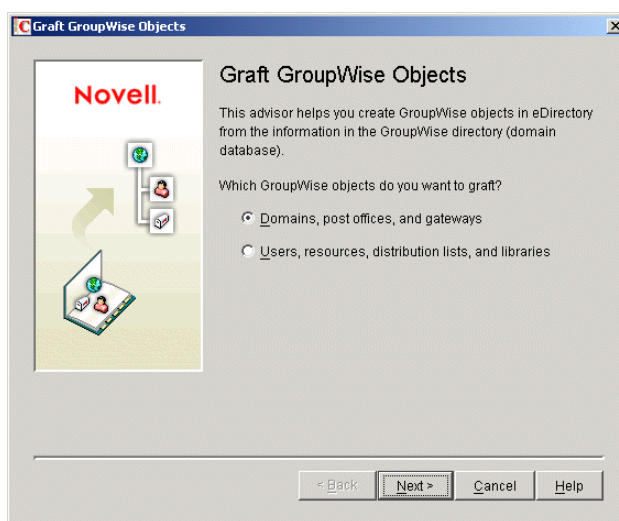 Graft GroupWise Objects
Novell.
Graft GroupWise Objects
This advisor helps you create GroupWise objects in eDirectory
from the information in the GroupWise directory (domain
database).
Which GroupWise objects do you want to graft?
Domains, post offices, and gateways
Users, resources, distribution lists, and libraries
< Back
Next >
Cancel
Help